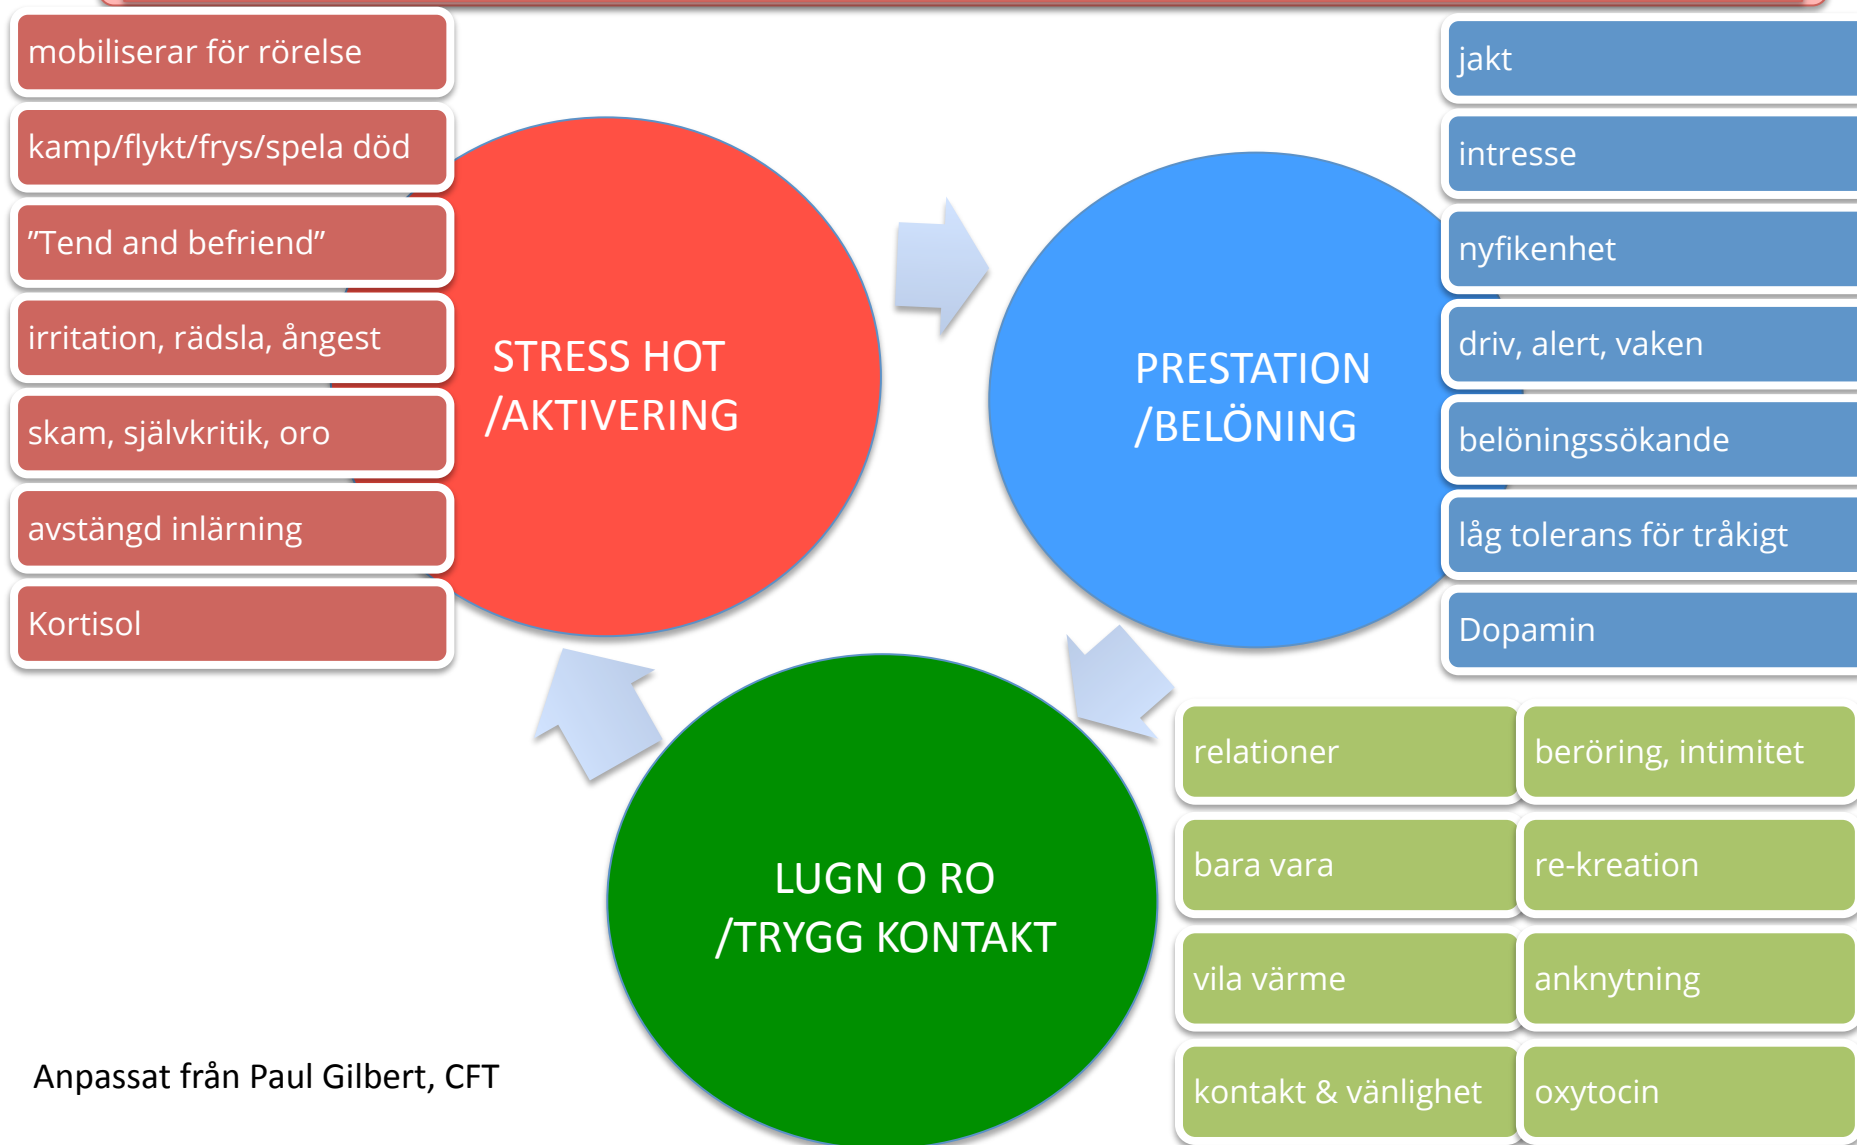 mobiliserar för rörelse
kamp/flykt/frys/spela död
”Tend and befriend”
irritation, rädsla, ångest
skam, självkritik, oro
avstängd inlärning
Kortisol
STRESS HOT
/AKTIVERING
PRESTATION
/BELÖNING
jakt
intresse
nyfikenhet
driv, alert, vaken
belöningssökande
låg tolerans för tråkigt
Dopamin
LUGN O RO
/TRYGG KONTAKT
relationer
beröring, intimitet
bara vara
re-kreation
vila värme
anknytning
kontakt & vänlighet
oxytocin
Anpassat från Paul Gilbert, CFT